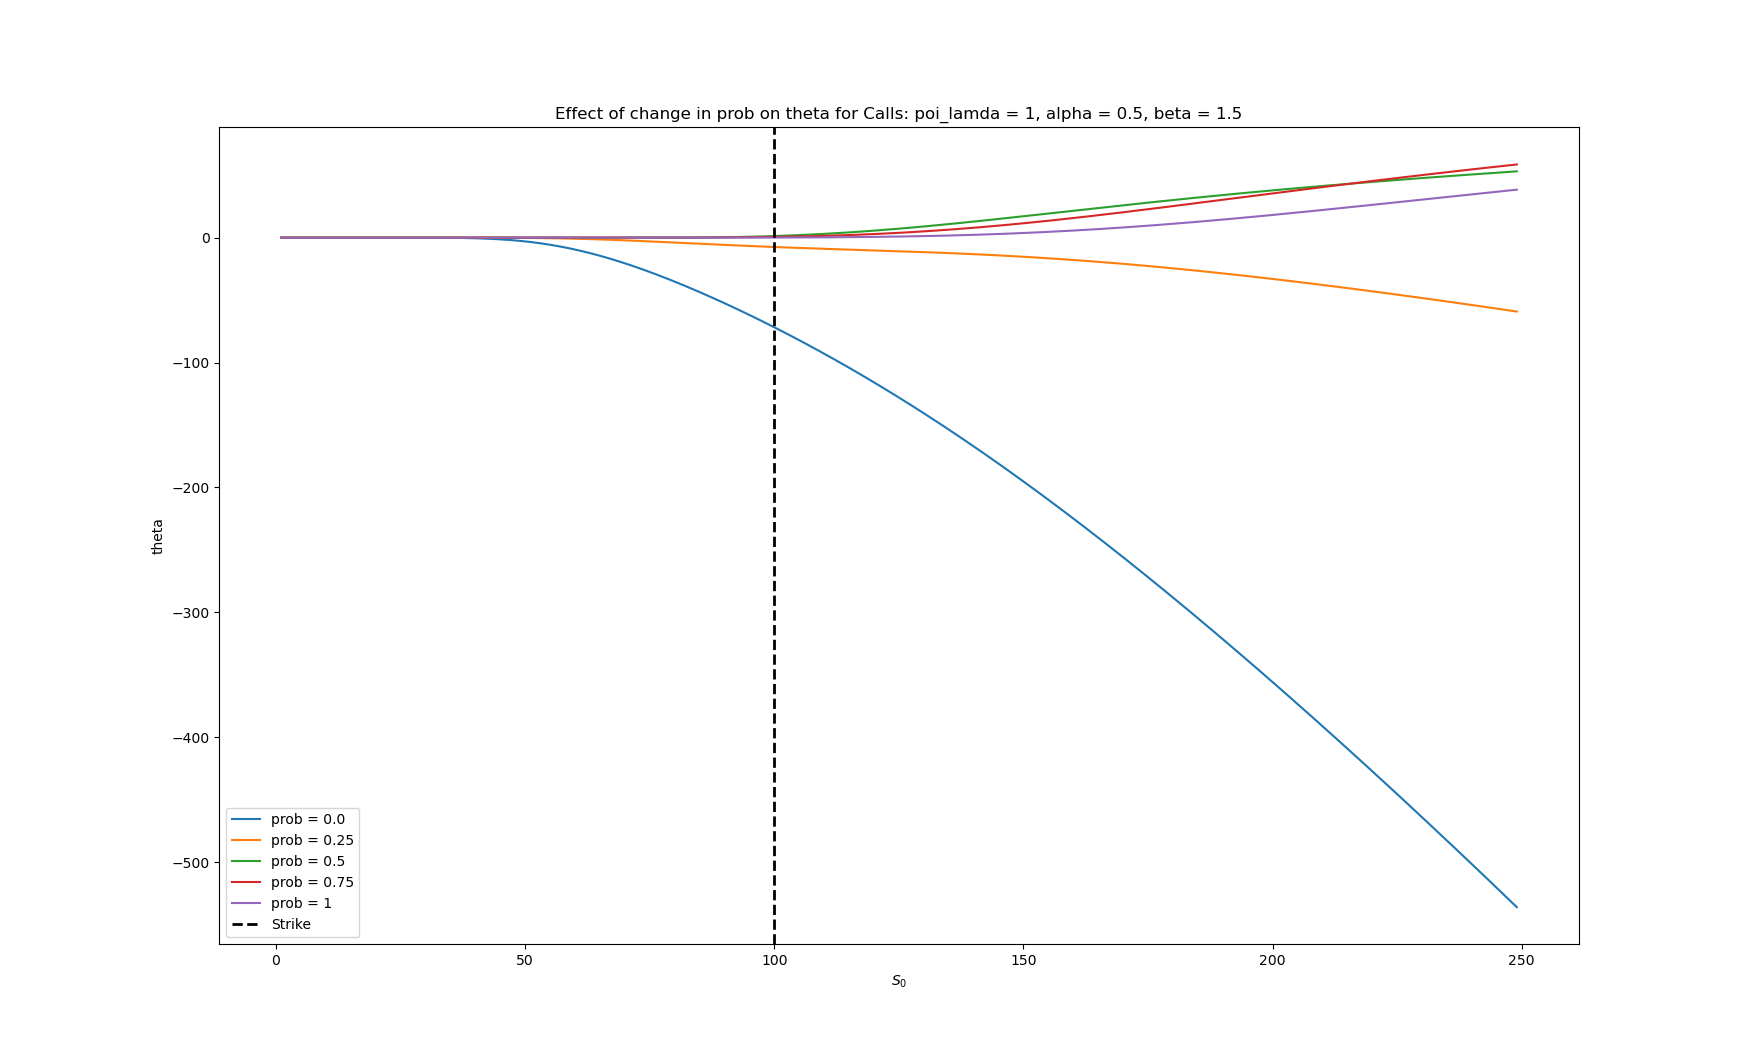 Effect of change in prob on theta for Calls: poi_lamda = 1, alpha = 0.5, beta = 1.5
theta
0
−100
−200
−300
−400
−500
prob = 0.0
prob = 0.25
prob = 0.5
prob = 0.75
prob = 1
Strike
0 50 100 150 200 250
S₀